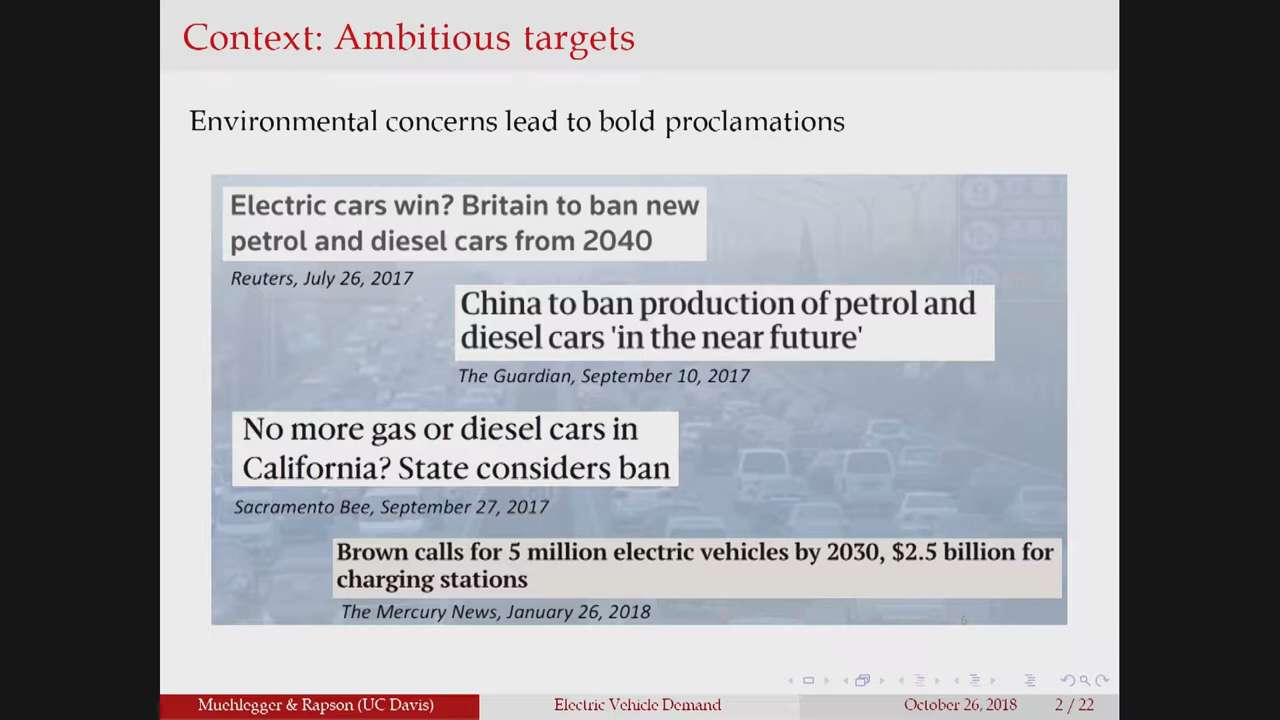 Context: Ambitious targets
Environmental concerns lead to bold proclamations
Electric cars win? Britain to ban new
petrol and diesel cars from 2040
Reuters, July 26, 2017
China to ban production of petrol and
diesel cars 'in the near future'
The Guardian, September 10, 2017
No more gas or diesel cars in
California? State considers ban
Sacramento Bee, September 27, 2017
Brown calls for 5 million electric vehicles by 2030, $2.5 billion for
charging stations
The Mercury News, January 26, 2018
6
Muehlegger & Rapson (UC Davis) Electric Vehicle Demand October 26, 2018 2 / 22